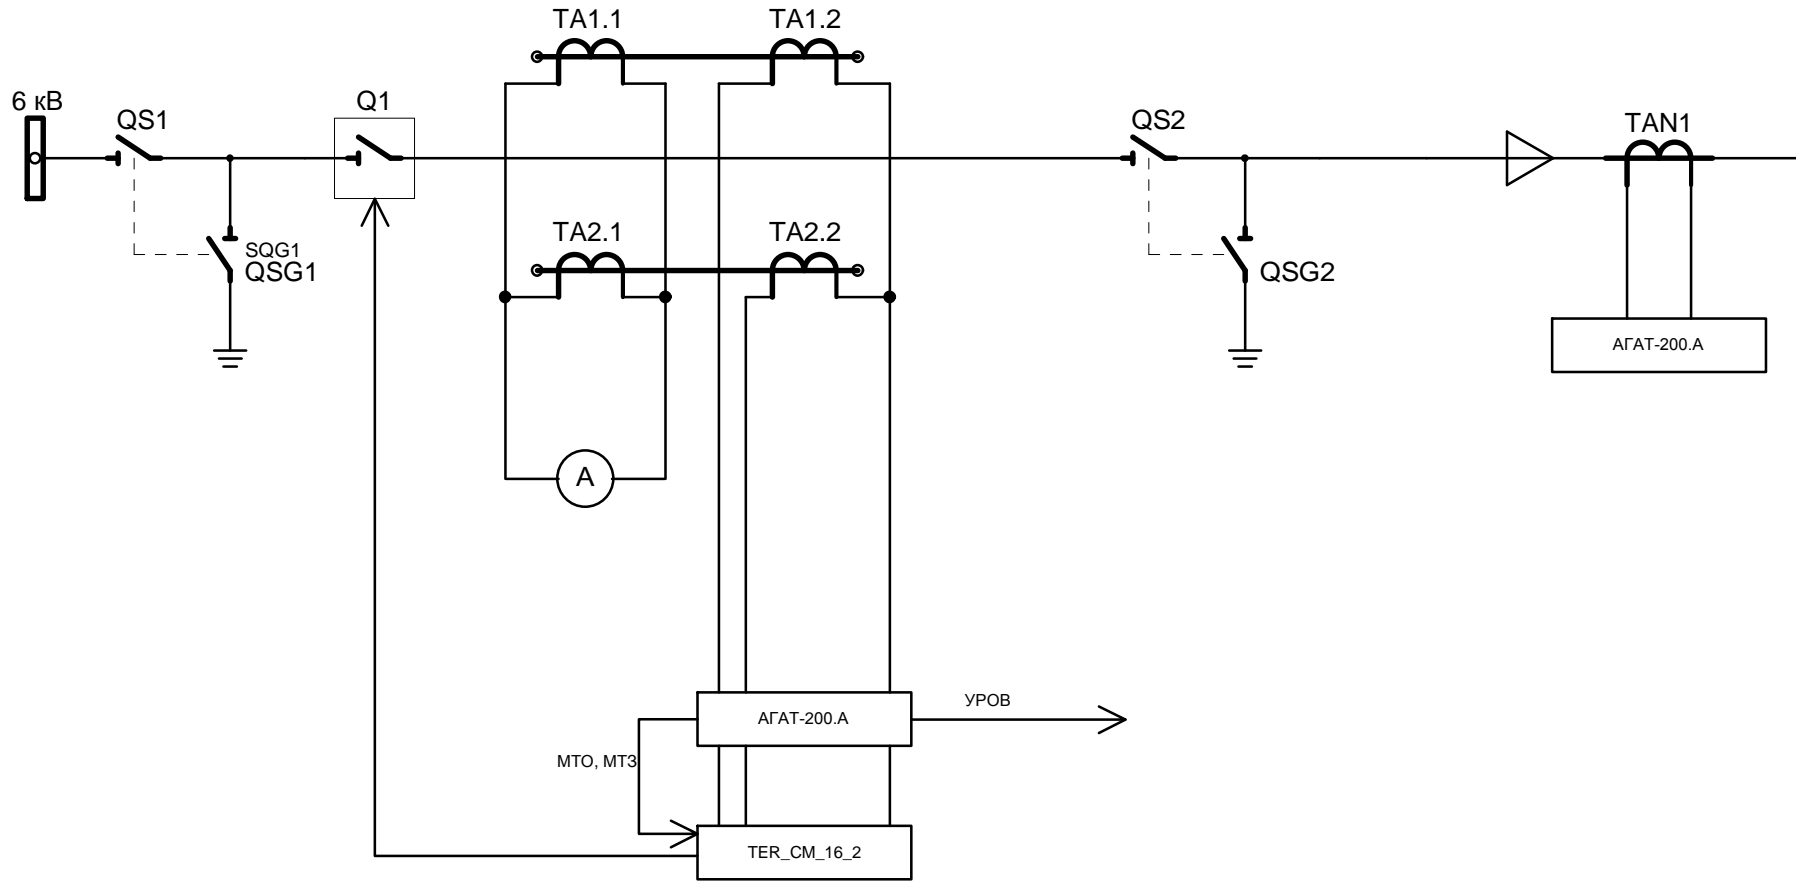 TA1.1
TA1.2
6 кВ
QS1
Q1
QS2
TAN1
TA2.1
TA2.2
SQG1
QSG1
QSG2
АГАТ-200.А
A
УРОВ
АГАТ-200.А
МТО, МТЗ
TER_CM_16_2